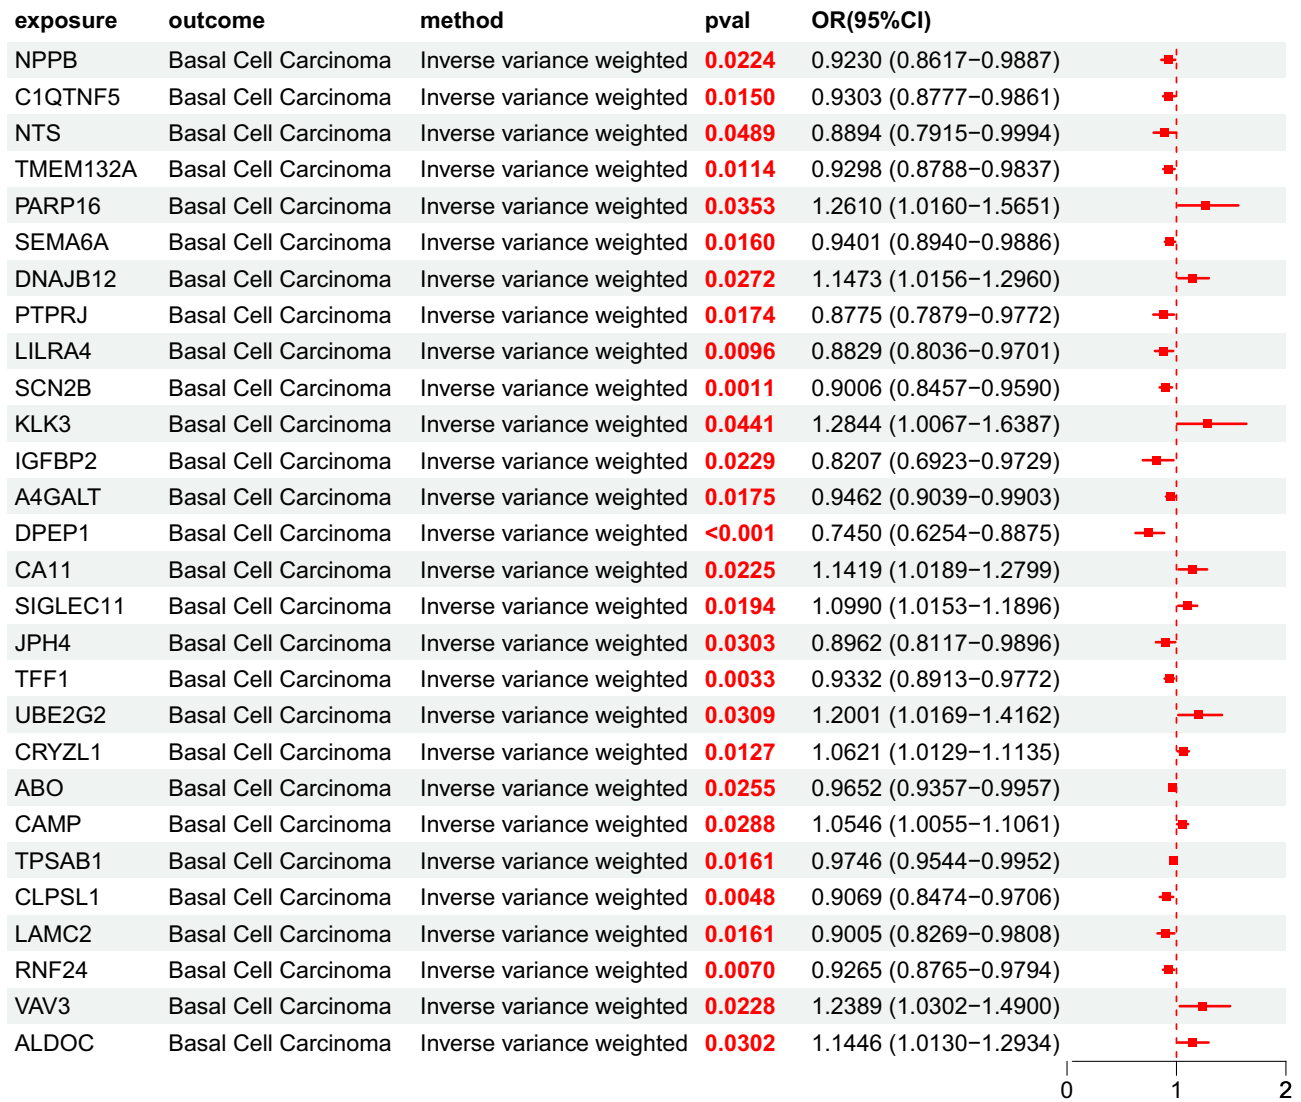 exposure outcome method pval OR(95%CI)
NPPB Basal Cell Carcinoma Inverse variance weighted 0.0224 0.9230 (0.8617−0.9887)
C1QTNF5 Basal Cell Carcinoma Inverse variance weighted 0.0150 0.9303 (0.8777−0.9861)
NTS Basal Cell Carcinoma Inverse variance weighted 0.0489 0.8894 (0.7915−0.9994)
TMEM132A Basal Cell Carcinoma Inverse variance weighted 0.0114 0.9298 (0.8788−0.9837)
PARP16 Basal Cell Carcinoma Inverse variance weighted 0.0353 1.2610 (1.0160−1.5651)
SEMA6A Basal Cell Carcinoma Inverse variance weighted 0.0160 0.9401 (0.8940−0.9886)
DNAJB12 Basal Cell Carcinoma Inverse variance weighted 0.0272 1.1473 (1.0156−1.2960)
PTPRJ Basal Cell Carcinoma Inverse variance weighted 0.0174 0.8775 (0.7879−0.9772)
LILRA4 Basal Cell Carcinoma Inverse variance weighted 0.0096 0.8829 (0.8036−0.9701)
SCN2B Basal Cell Carcinoma Inverse variance weighted 0.0011 0.9006 (0.8457−0.9590)
KLK3 Basal Cell Carcinoma Inverse variance weighted 0.0441 1.2844 (1.0067−1.6387)
IGFBP2 Basal Cell Carcinoma Inverse variance weighted 0.0229 0.8207 (0.6923−0.9729)
A4GALT Basal Cell Carcinoma Inverse variance weighted 0.0175 0.9462 (0.9039−0.9903)
DPEP1 Basal Cell Carcinoma Inverse variance weighted <0.001 0.7450 (0.6254−0.8875)
CA11 Basal Cell Carcinoma Inverse variance weighted 0.0225 1.1419 (1.0189−1.2799)
SIGLEC11 Basal Cell Carcinoma Inverse variance weighted 0.0194 1.0990 (1.0153−1.1896)
JPH4 Basal Cell Carcinoma Inverse variance weighted 0.0303 0.8962 (0.8117−0.9896)
TFF1 Basal Cell Carcinoma Inverse variance weighted 0.0033 0.9332 (0.8913−0.9772)
UBE2G2 Basal Cell Carcinoma Inverse variance weighted 0.0309 1.2001 (1.0169−1.4162)
CRYZL1 Basal Cell Carcinoma Inverse variance weighted 0.0127 1.0621 (1.0129−1.1135)
ABO Basal Cell Carcinoma Inverse variance weighted 0.0255 0.9652 (0.9357−0.9957)
CAMP Basal Cell Carcinoma Inverse variance weighted 0.0288 1.0546 (1.0055−1.1061)
TPSAB1 Basal Cell Carcinoma Inverse variance weighted 0.0161 0.9746 (0.9544−0.9952)
CLPSL1 Basal Cell Carcinoma Inverse variance weighted 0.0048 0.9069 (0.8474−0.9706)
LAMC2 Basal Cell Carcinoma Inverse variance weighted 0.0161 0.9005 (0.8269−0.9808)
RNF24 Basal Cell Carcinoma Inverse variance weighted 0.0070 0.9265 (0.8765−0.9794)
VAV3 Basal Cell Carcinoma Inverse variance weighted 0.0228 1.2389 (1.0302−1.4900)
ALDOC Basal Cell Carcinoma Inverse variance weighted 0.0302 1.1446 (1.0130−1.2934)
0 1 2